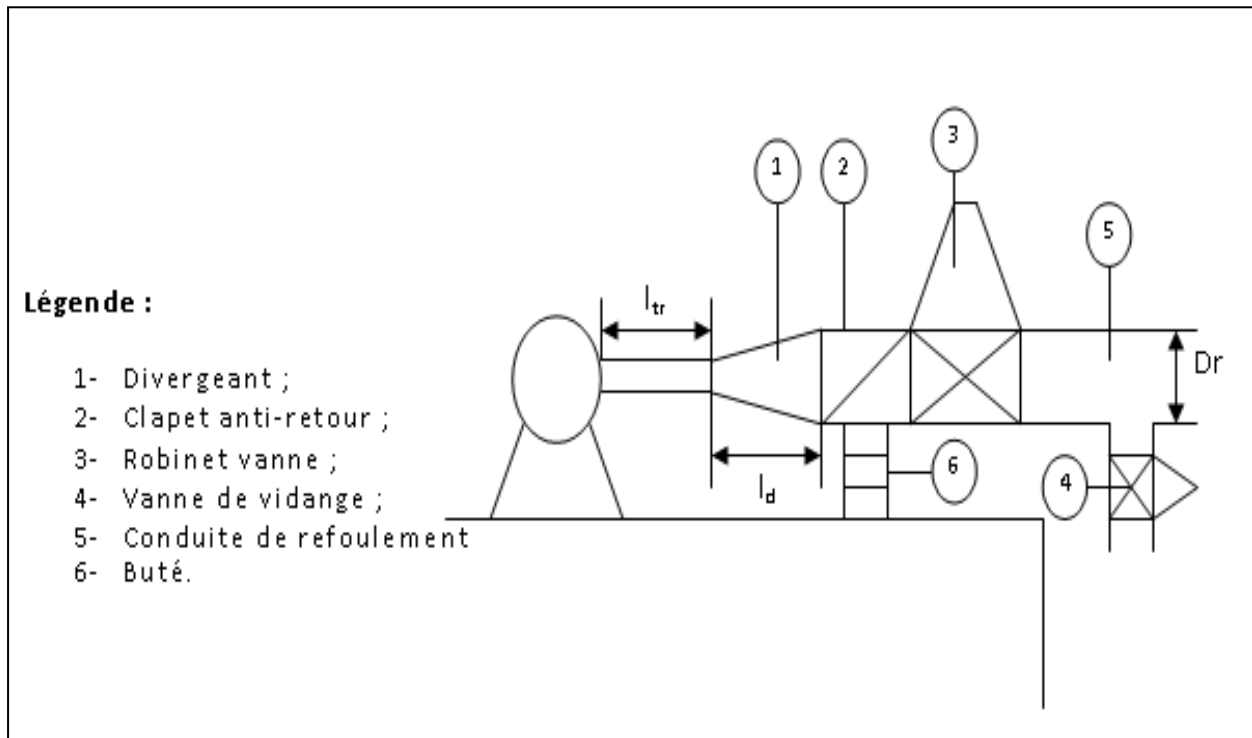 3
1
2
5
l_tr
Légende :
Dr
1- Divergeant ;
2- Clapet anti-retour ;
3- Robinet vanne ;
6
4
l_d
4- Vanne de vidange ;
5- Conduite de refoulement
6- Buté.